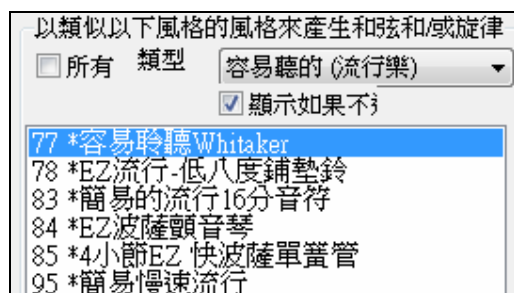 以類似以下風格的風格來產生和弦和/或旋律
所有 類型 容易聽的 (流行樂)
顯示如果不
77 *容易聆聽Whitaker
78 *EZ流行-低八度鋪墊鈴
83 *簡易的流行16分音符
84 *EZ波薩顫音琴
85 *4小節EZ 快波薩單簧管
95 *簡易慢速流行